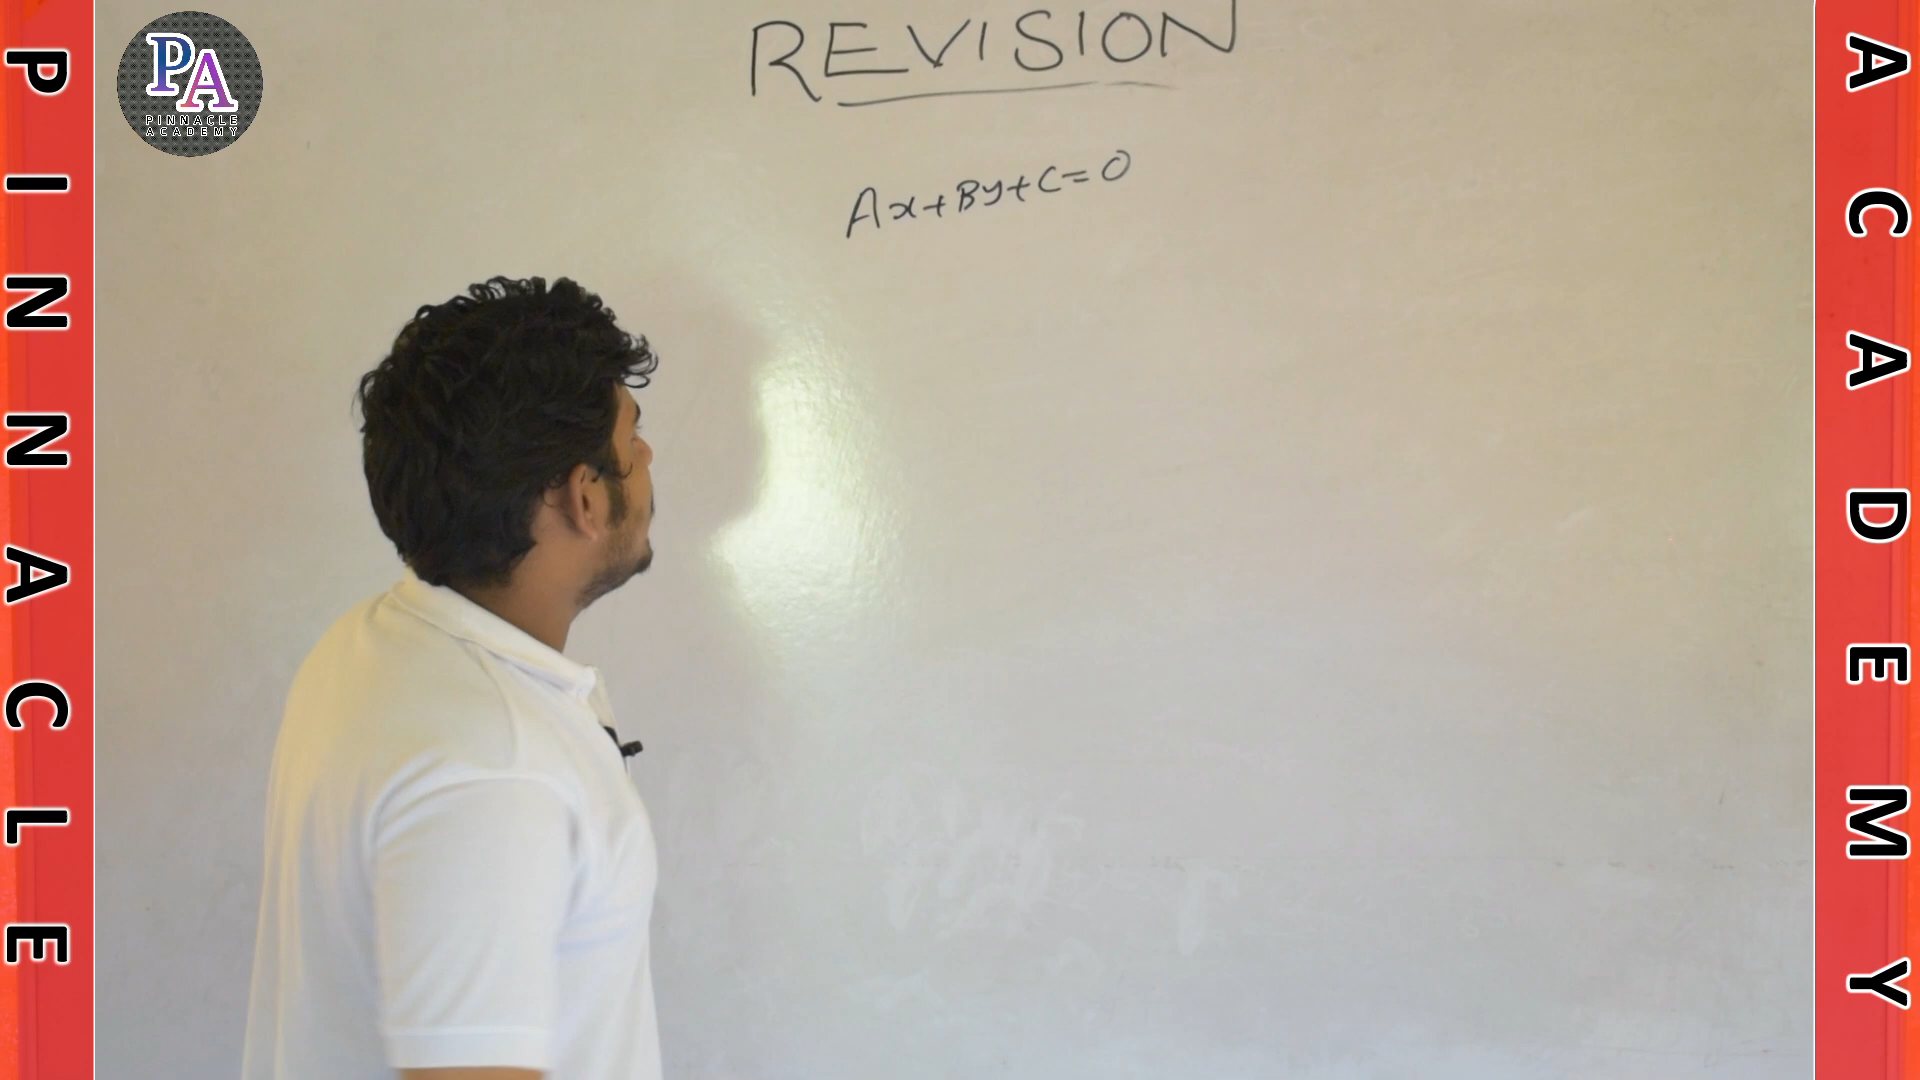 PINNACLE
PA
PINNACLE
ACADEMY
REVISION
Ax+By+C=0
ACADEMY